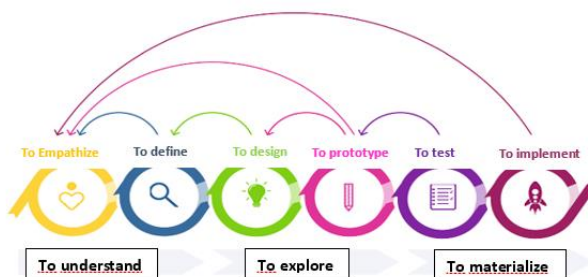 To Empathize
To define
To design
To prototype
To test
To implement
To understand
To explore
To materialize